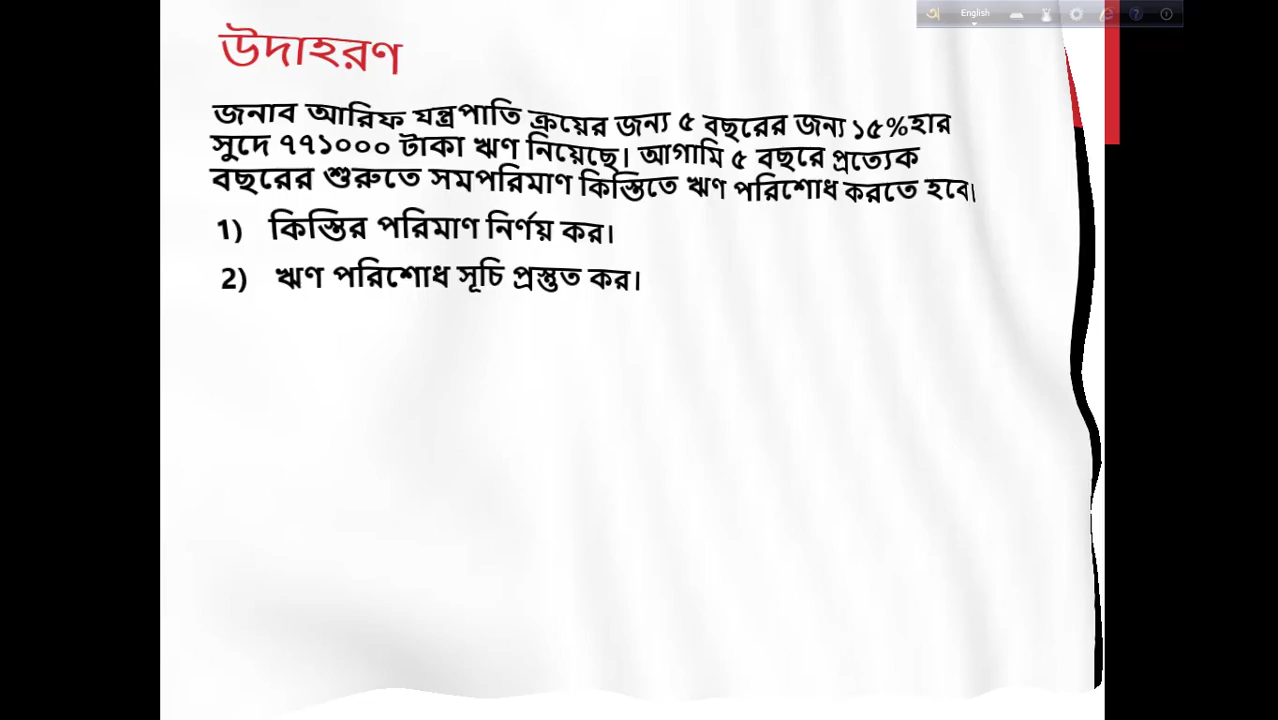 English
উদাহরণ
জনাব আরিফ যন্ত্রপাতি ক্রয়ের জন্য ৫ বছরের জন্য ১৫%হার
সুদে ৭৭১০০০ টাকা ঋণ নিয়েছে। আগামি ৫ বছরে প্রত্যেক
বছরের শুরুতে সমপরিমাণ কিস্তিতে ঋণ পরিশোধ করতে হবে।
1) কিস্তির পরিমাণ নির্ণয় কর।
2) ঋণ পরিশোধ সূচি প্রস্তুত কর।